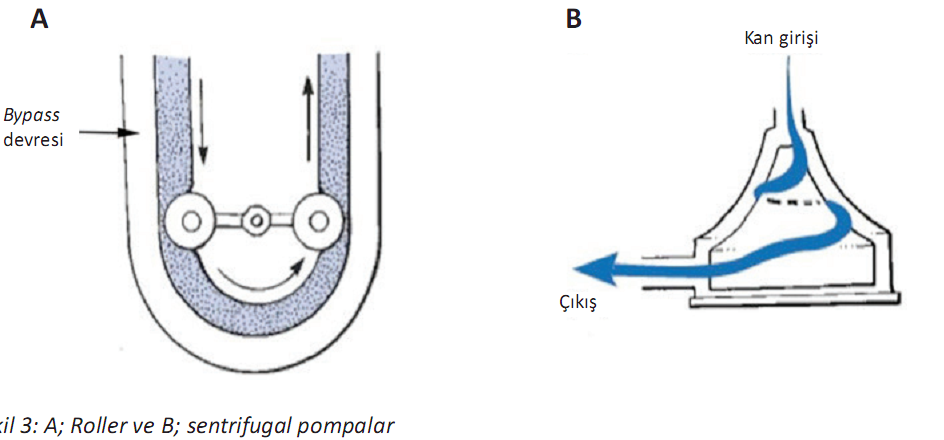 A
B
Kan girişi
Bypass
devresi
Çıkış
kil 3: A; Roller ve B; sentrifugal pompalar